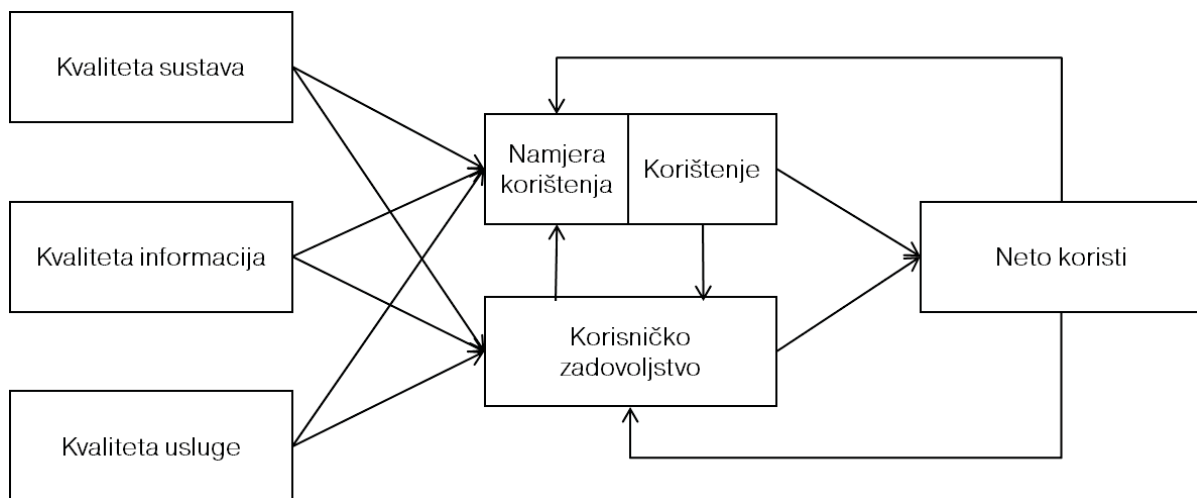 Kvaliteta sustava
Namjera
korištenja
Korištenje
Kvaliteta informacija
Neto koristi
Korisničko
zadovoljstvo
Kvaliteta usluge